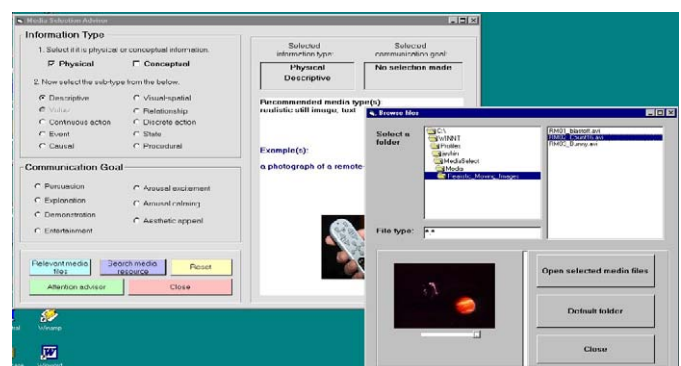 Media Selection Advisor
Information Type
1. Select if it is physical or conceptual information.
Physical
Conceptual
2. Now select the sub-type from the below.
Descriptive
Visual-spatial
Value
Relationship
Continuous action
Discrete action
Event
State
Causal
Procedural
Communication Goal
Persuasion
Arousal excitement
Explanation
Arousal calming
Demonstration
Aesthetic appeal
Entertainment
Relevant media files
Search media resource
Reset
Attention advisor
Close
Selected information type:
Selected communication goal:
Physical
Descriptive
No selection made
Recommended media type(s)
realistic still image, text
Example(s):
a photograph of a remote
Browse files
Select a folder
C:\
WINNT
Profiles
MediaSelect
Media
Realistic_Moving_Images
RM01_blastoff.avi
RM03_Bunny.avi
File type:
*.*
Open selected media files
Default folder
Close
Winamp